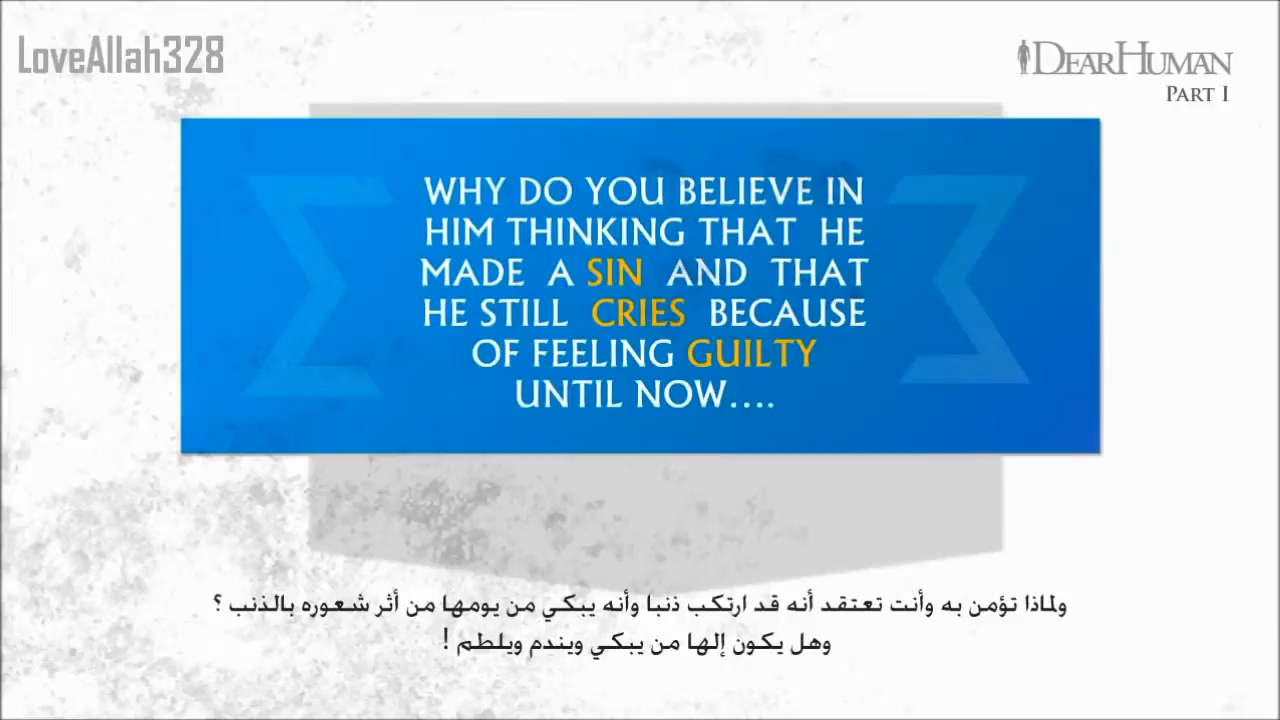 LoveAllah328
DEARHUMAN
PART I
WHY DO YOU BELIEVE IN
HIM THINKING THAT HE
MADE A SIN AND THAT
HE STILL CRIES BECAUSE
OF FEELING GUILTY
UNTIL NOW....
ولماذا تؤمن به وأنت تعتقد أنه قد ارتكب ذنبا وأنه يبكي من يومها من أثر شعوره بالذنب ؟
وهل يكون إلها من يبكي ويندم ويلطم !